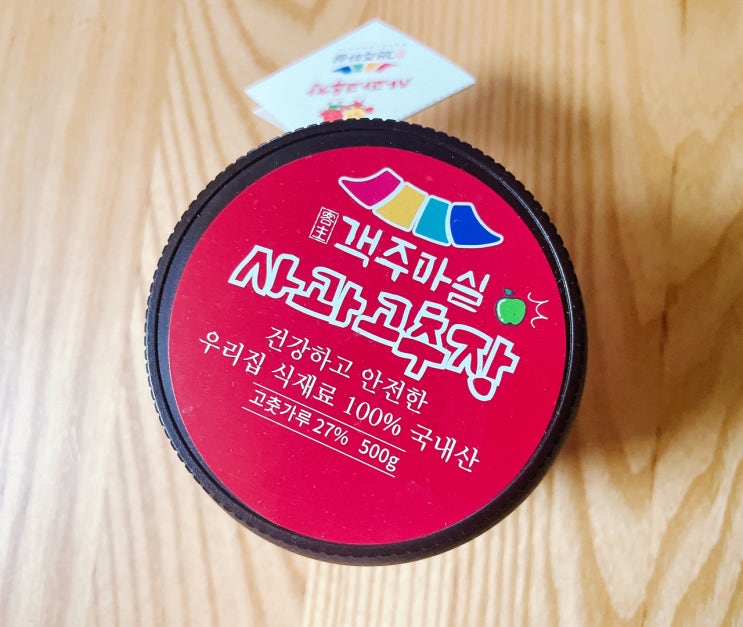 객주마실
사과고추장
건강하고 안전한
우리집 식재료 100% 국내산
고춧가루 27% 500g